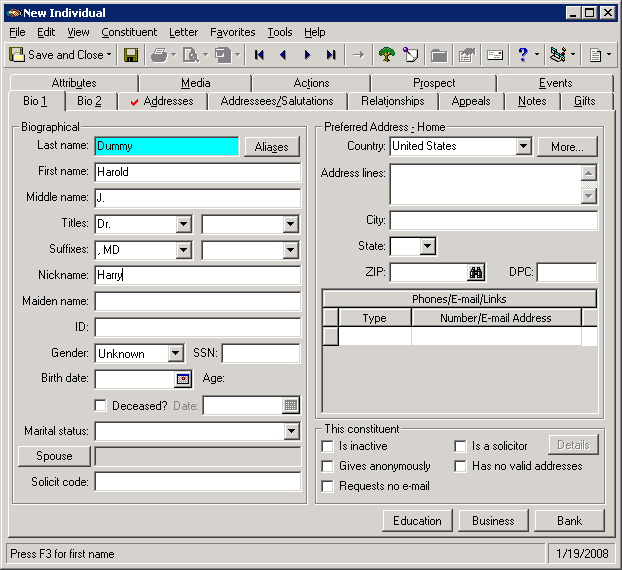 New Individual
File Edit View Constituent Letter Favorites Tools Help
Save and Close
Attributes Media Actions Prospect Events
Bio 1 Bio 2 Addresses Addressees/Salutations Relationships Appeals Notes Gifts
Biographical
Last name: Dummy Aliases
First name: Harold
Middle name: J.
Titles: Dr.
Suffixes: , MD
Nickname: Harry
Maiden name:
ID:
Gender: Unknown SSN:
Birth date: Age:
Deceased? Date:
Marital status:
Spouse
Solicit code:
Preferred Address - Home
Country: United States More...
Address lines:
City:
State:
ZIP: DPC:
Phones/E-mail/Links
Type Number/E-mail Address
This constituent
Is inactive Is a solicitor Details
Gives anonymously Has no valid addresses
Requests no e-mail
Education Business Bank
Press F3 for first name 1/19/2008